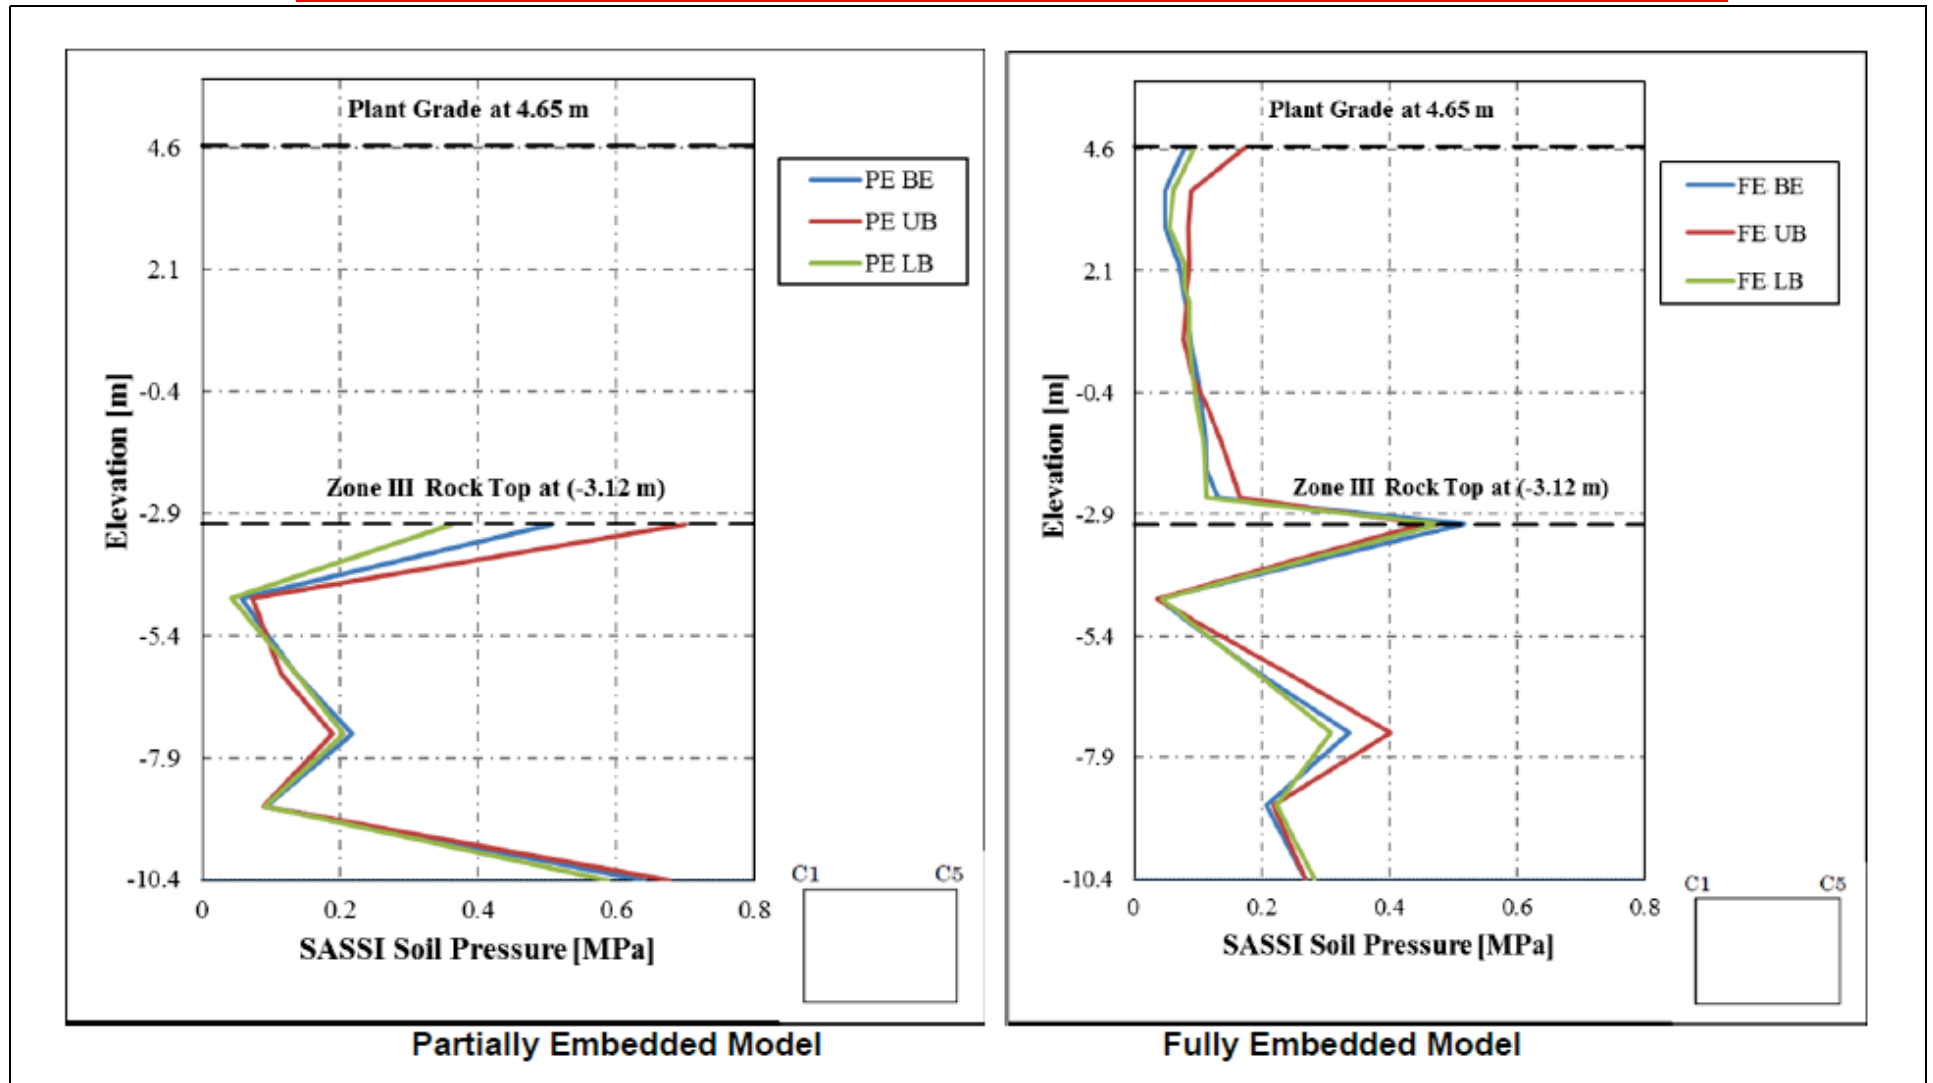 Plant Grade at 4.65 m
4.6
2.1
-0.4
-2.9
-5.4
-7.9
-10.4
Elevation [m]
Zone III Rock Top at (-3.12 m)
0 0.2 0.4 0.6 0.8
SASSI Soil Pressure [MPa]
PE BE
PE UB
PE LB
C1 C5
Partially Embedded Model
Plant Grade at 4.65 m
4.6
2.1
-0.4
-2.9
-5.4
-7.9
-10.4
Elevation [m]
Zone III Rock Top at (-3.12 m)
0 0.2 0.4 0.6 0.8
SASSI Soil Pressure [MPa]
FE BE
FE UB
FE LB
C1 C5
Fully Embedded Model